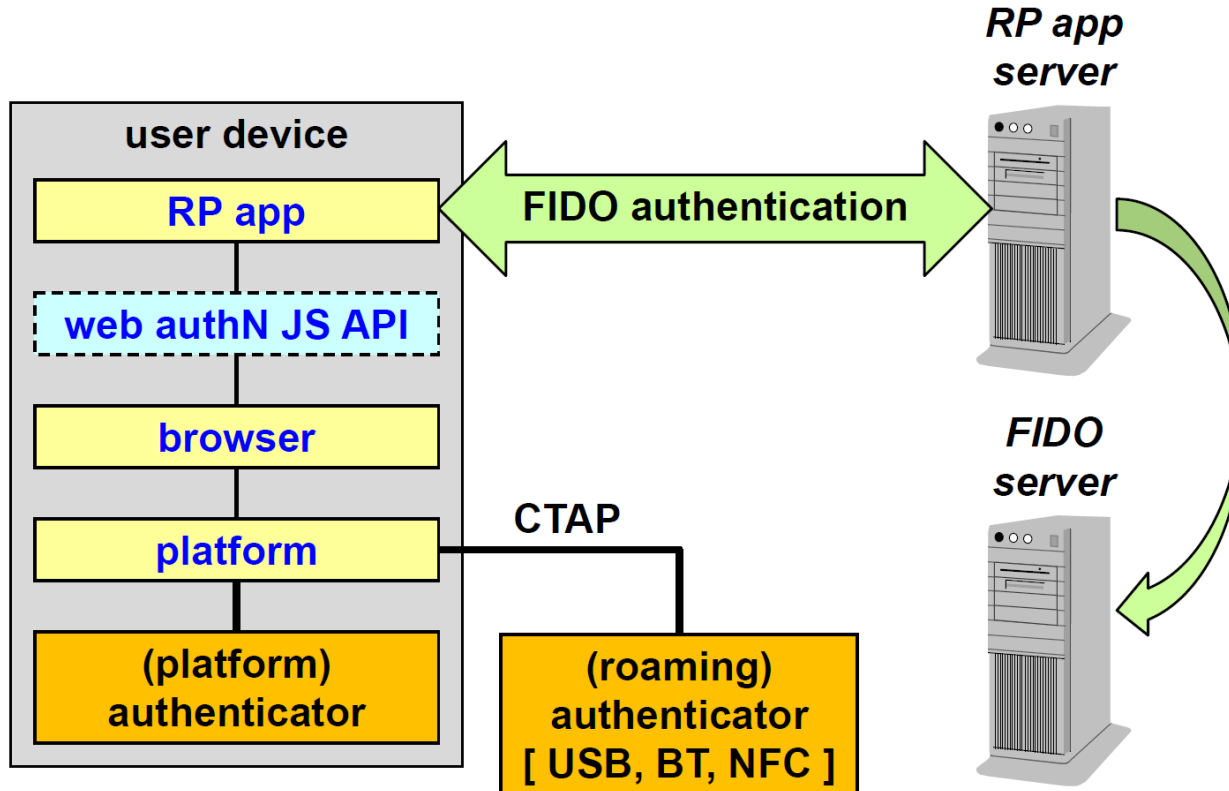 RP app
server
user device
RP app
FIDO authentication
web authN JS API
browser
FIDO
server
CTAP
platform
(platform)
authenticator
(roaming)
authenticator
[ USB, BT, NFC ]